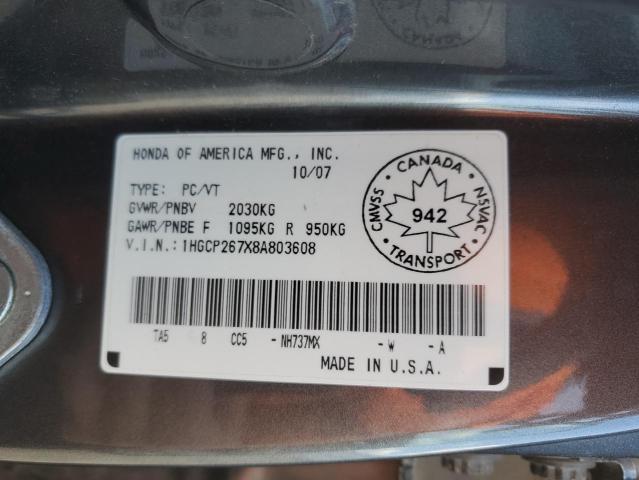 HONDA OF AMERICA MFG., INC.
10/07
TYPE: PC/VT
GVWR/PNBV 2030KG
GAWR/PNBE F 1095KG R 950KG
V.I.N.: 1HGCP267X8A803608
CANADA
CMVSS 942 NSVAC
TRANSPORT
TA5 8 CC5 -NH737MX -W -A
MADE IN U.S.A.